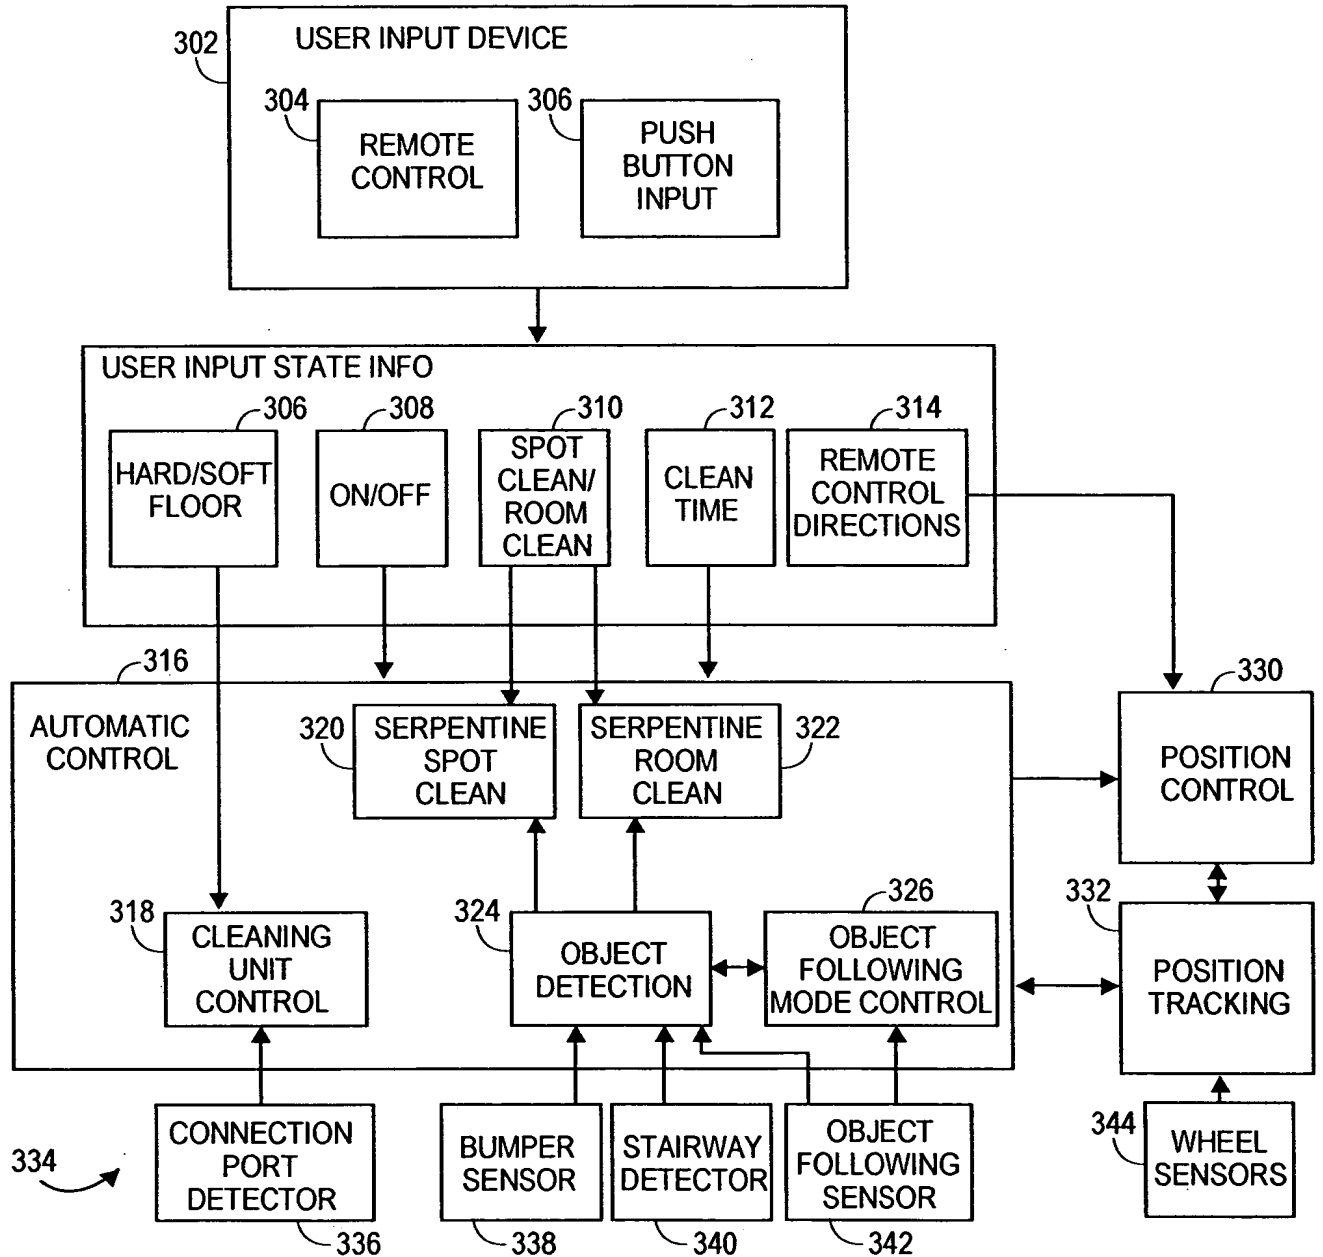 302
USER INPUT DEVICE
304
REMOTE
CONTROL
306
PUSH
BUTTON
INPUT
USER INPUT STATE INFO
306
HARD/SOFT
FLOOR
308
ON/OFF
310
SPOT
CLEAN/
ROOM
CLEAN
312
CLEAN
TIME
314
REMOTE
CONTROL
DIRECTIONS
316
AUTOMATIC
CONTROL
320
SERPENTINE
SPOT
CLEAN
SERPENTINE
ROOM
CLEAN
322
330
POSITION
CONTROL
318
CLEANING
UNIT
CONTROL
324
OBJECT
DETECTION
326
OBJECT
FOLLOWING
MODE CONTROL
332
POSITION
TRACKING
334
CONNECTION
PORT
DETECTOR
336
BUMPER
SENSOR
338
STAIRWAY
DETECTOR
340
OBJECT
FOLLOWING
SENSOR
342
344
WHEEL
SENSORS